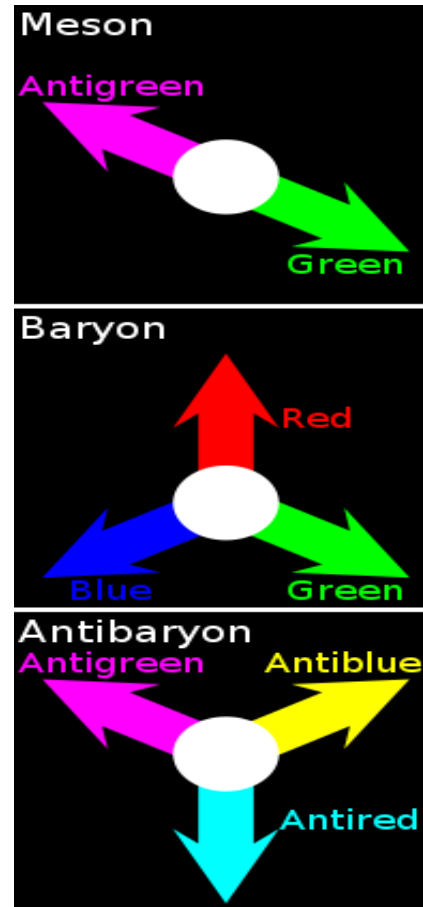 Meson
Antigreen
Green
Baryon
Red
Blue
Green
Antibaryon
Antigreen
Antiblue
Antired